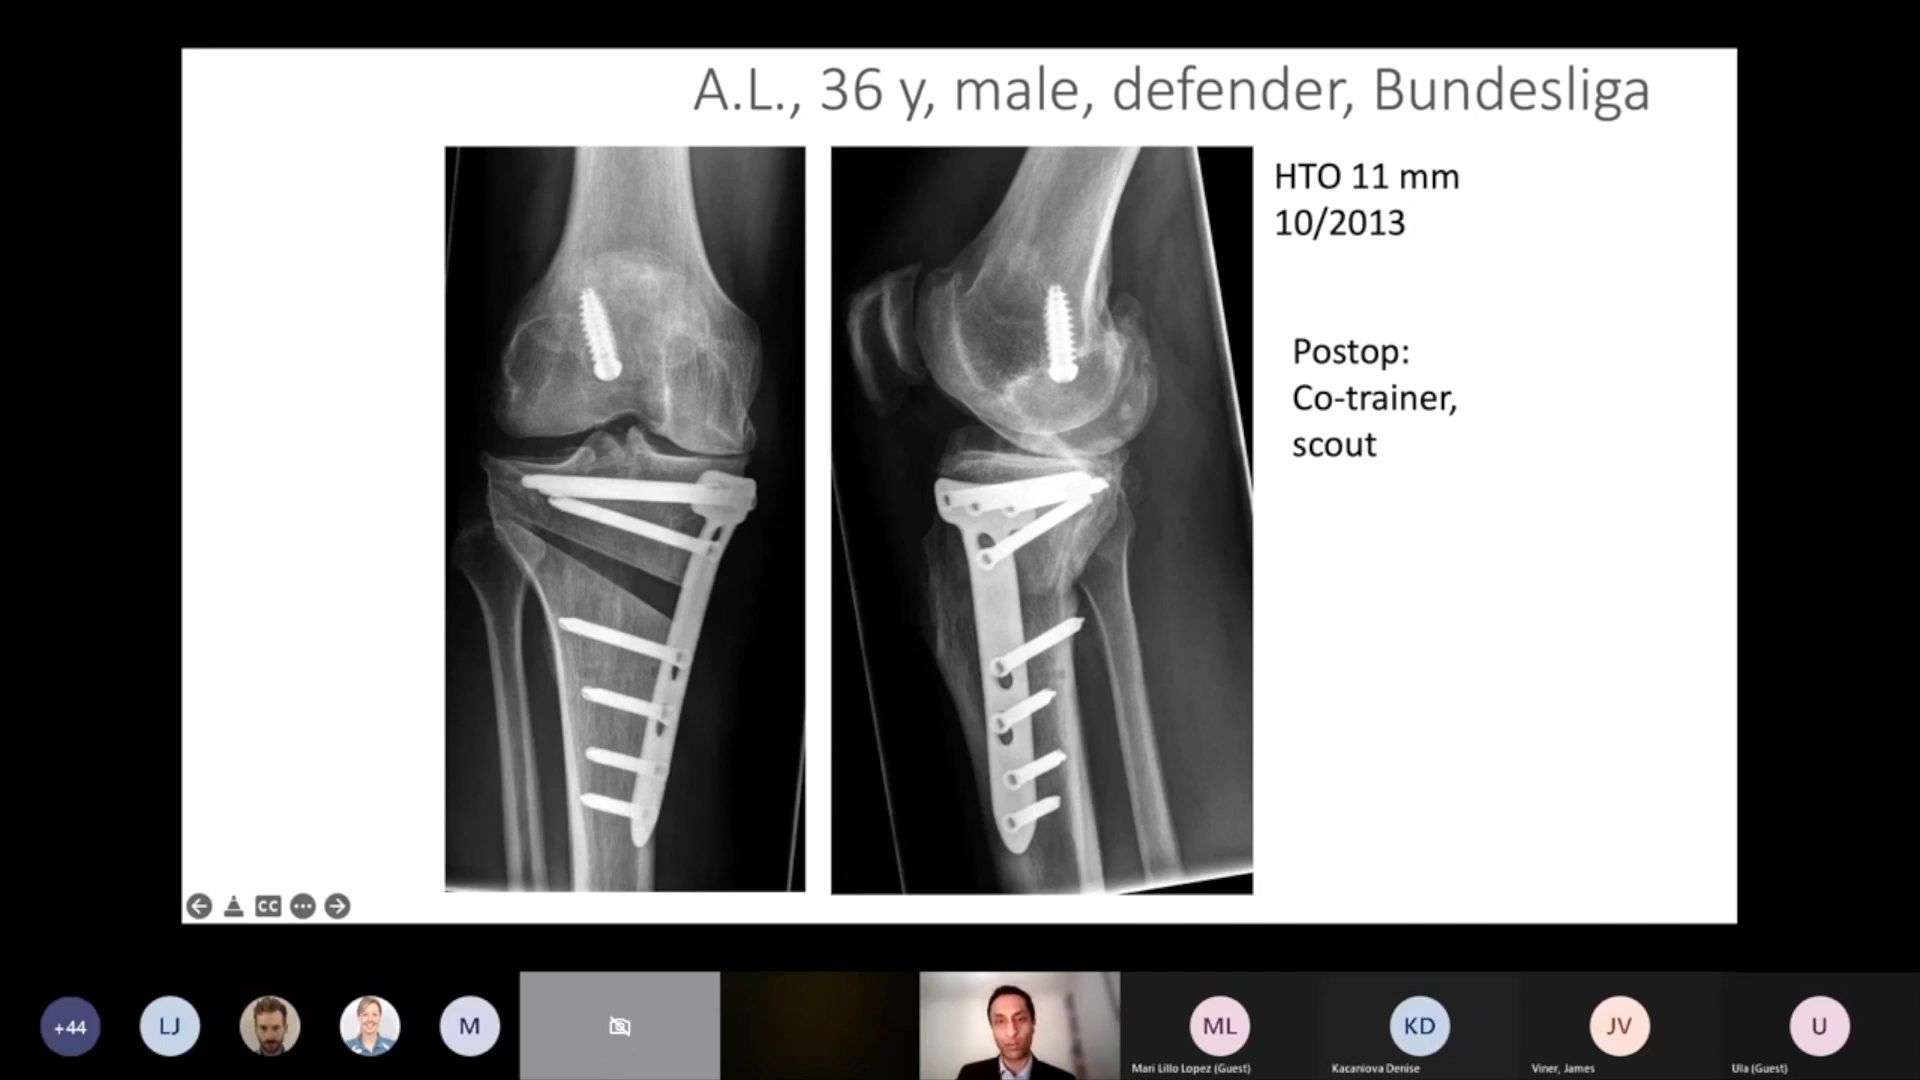 A.L., 36 y, male, defender, Bundesliga
HTO 11 mm
10/2013
Postop:
Co-trainer,
scout
CC
+44
LJ
M
ML
KD
JV
U
Mari Lillo Lopez (Guest)
Kacaniova Denise
Viner, James
Ula (Guest)